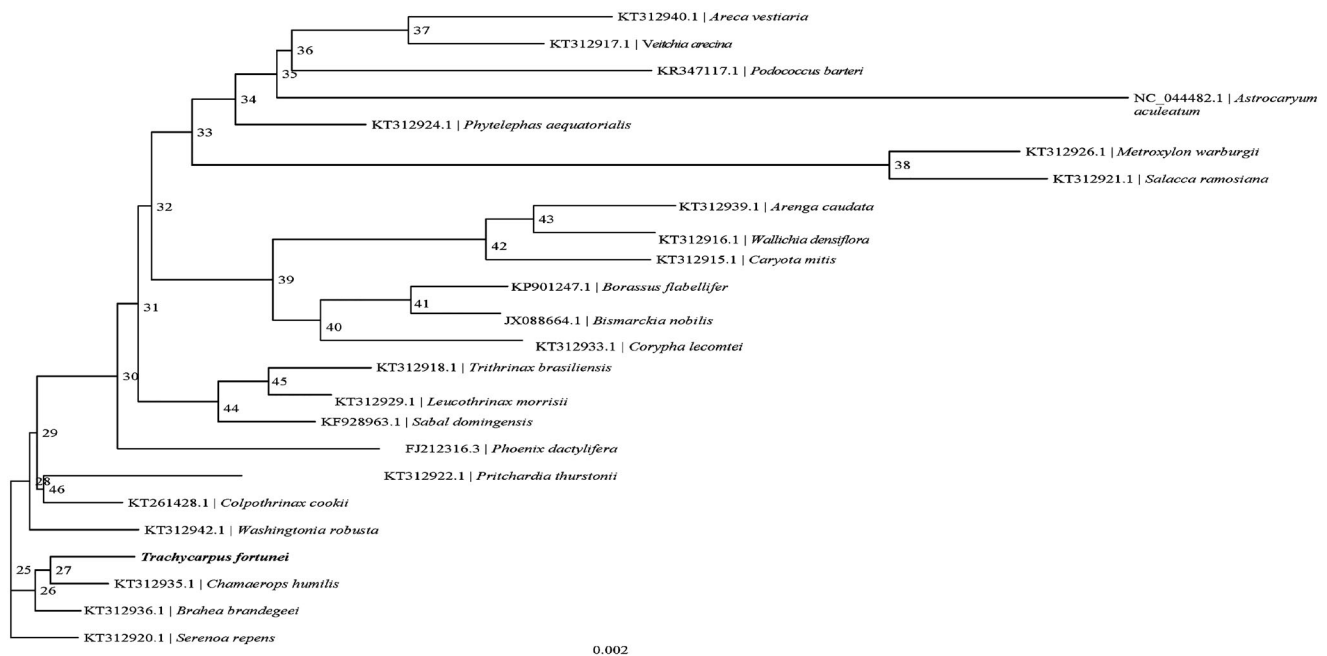 KT312940.1 | Areca vestiaria
37
KT312917.1 | Veitchia arecina
36
KR347117.1 | Podococcus barteri
35
NC_044482.1 | Astrocaryum
aculeatum
34
KT312924.1 | Phytelephas aequatorialis
33
KT312926.1 | Metroxylon warburgii
38
KT312921.1 | Salacca ramosiana
32
KT312939.1 | Arenga caudata
43
KT312916.1 | Wallichia densiflora
42
KT312915.1 | Caryota mitis
39
KP901247.1 | Borassus flabellifer
31
41
JX088664.1 | Bismarckia nobilis
40
KT312933.1 | Corypha lecomtei
KT312918.1 | Trithrinax brasiliensis
30
45
KT312929.1 | Leucothrinax morrisii
44
KF928963.1 | Sabal domingensis
29
FJ212316.3 | Phoenix dactylifera
KT312922.1 | Pritchardia thurstonii
28
46
KT261428.1 | Colpothrinax cookii
KT312942.1 | Washingtonia robusta
Trachycarpus fortunei
25
27
KT312935.1 | Chamaerops humilis
26
KT312936.1 | Brahea brandegeei
KT312920.1 | Serenoa repens
0.002